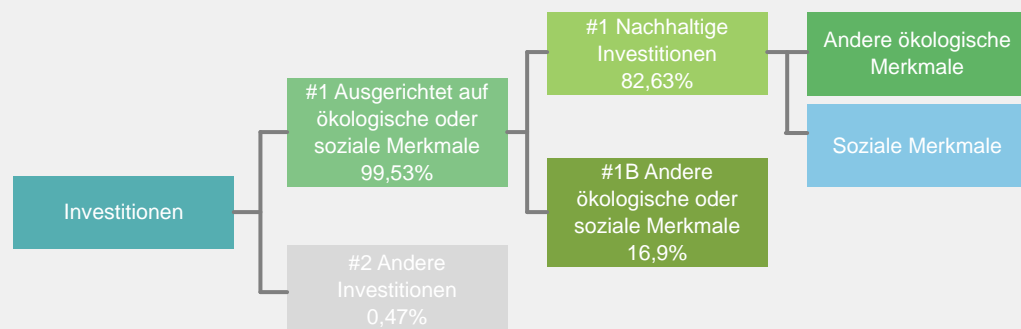 Investitionen
#1 Ausgerichtet auf
ökologische oder
soziale Merkmale
99,53%
#2 Andere
Investitionen
0,47%
#1 Nachhaltige
Investitionen
82,63%
#1B Andere
ökologische oder
soziale Merkmale
16,9%
Andere ökologische
Merkmale
Soziale Merkmale